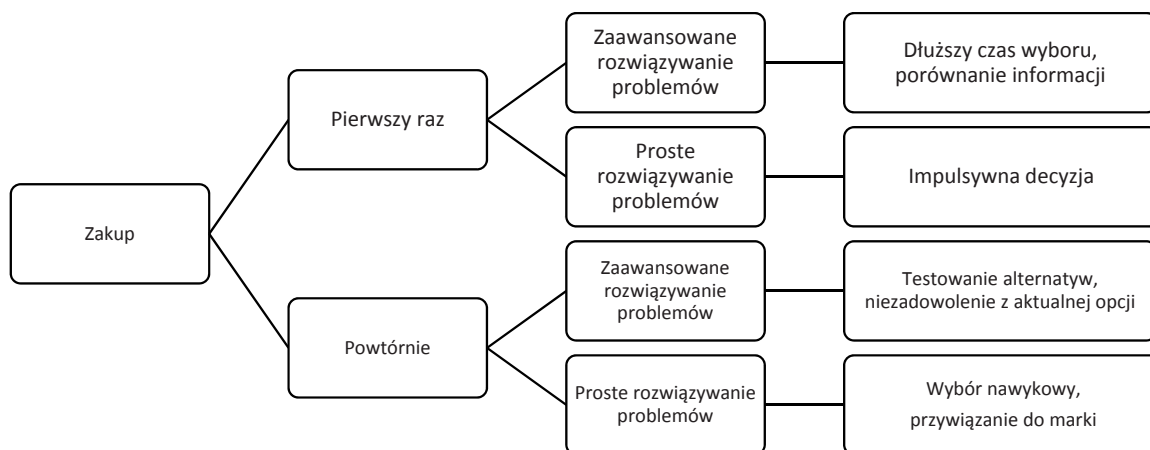 Zakup
Pierwszy raz
Zaawansowane
rozwiązywanie
problemów
Dłuższy czas wyboru,
porównanie informacji
Proste
rozwiązywanie
problemów
Impulsywna decyzja
Powtórnie
Zaawansowane
rozwiązywanie
problemów
Testowanie alternatyw,
niezadowolenie z aktualnej opcji
Proste rozwiązywanie
problemów
Wybór nawykowy,
przywiązanie do marki